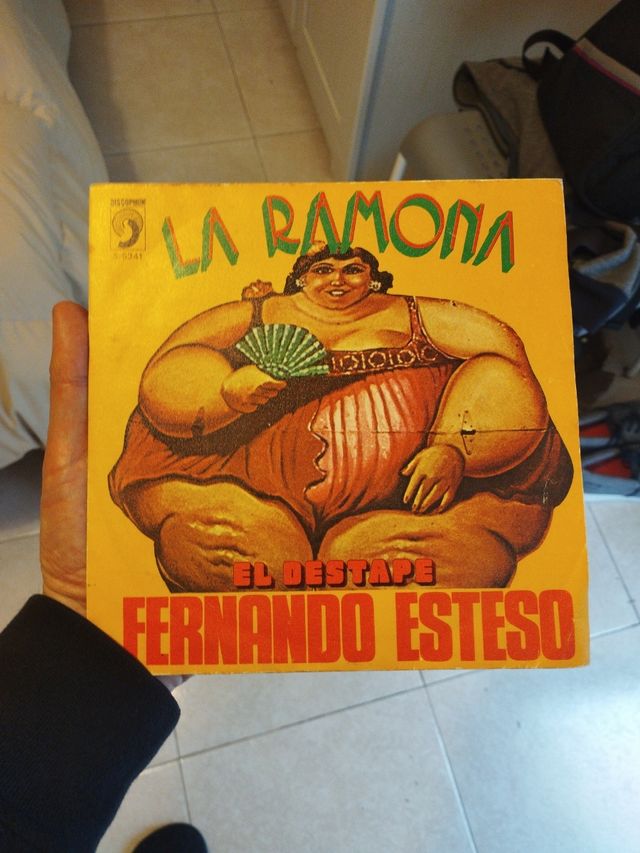 DISCOPHON
S-5341
LA RAMONA
EL DESTAPE
FERNANDO ESTESO